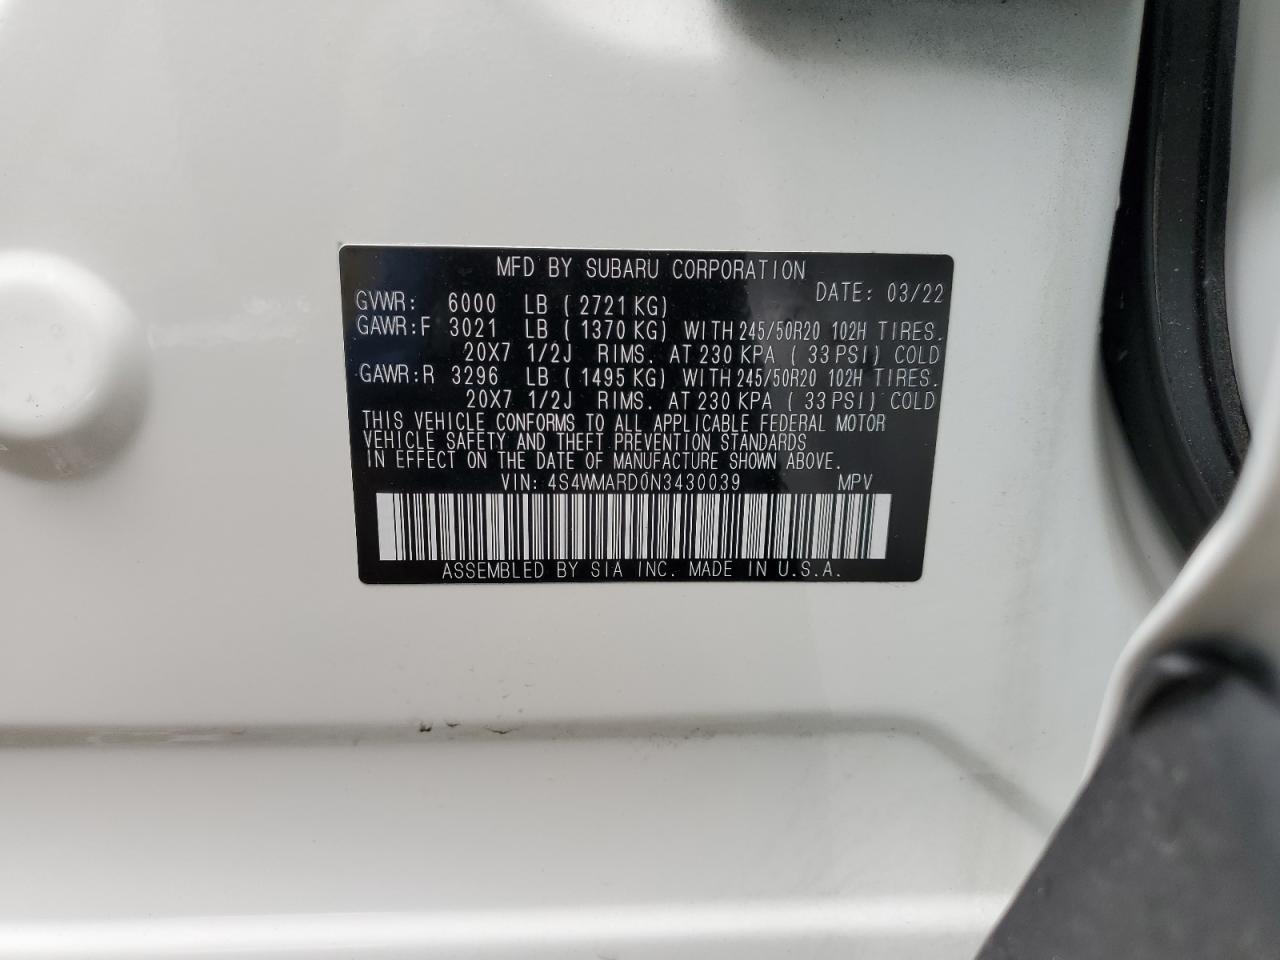 MFD BY SUBARU CORPORATION
DATE: 03/22
GVWR: 6000 LB (2721 KG)
GAWR:F 3021 LB (1370 KG) WITH 245/50R20 102H TIRES.
20X7 1/2J RIMS. AT 230 KPA (33 PSI) COLD
GAWR:R 3296 LB (1495 KG) WITH 245/50R20 102H TIRES.
20X7 1/2J RIMS. AT 230 KPA (33 PSI) COLD
THIS VEHICLE CONFORMS TO ALL APPLICABLE FEDERAL MOTOR
VEHICLE SAFETY AND THEFT PREVENTION STANDARDS
IN EFFECT ON THE DATE OF MANUFACTURE SHOWN ABOVE.
VIN: 4S4WMARD0N3430039 MPV
ASSEMBLED BY SIA INC. MADE IN U.S.A.